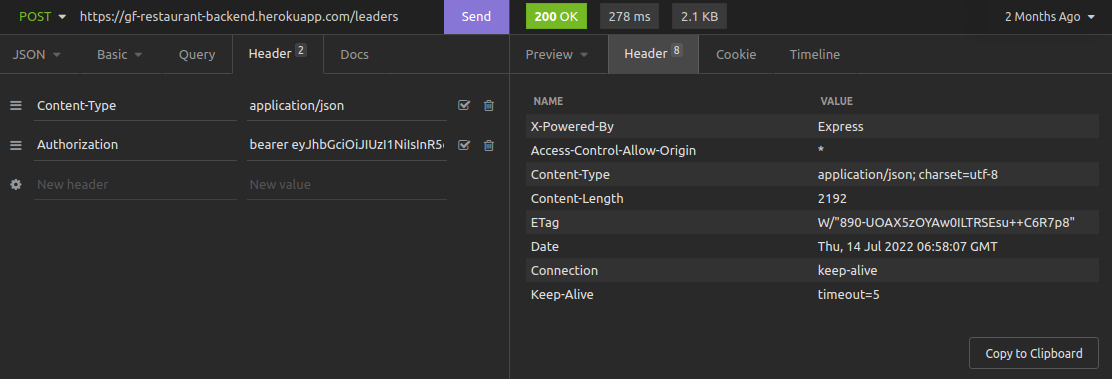 POST https://gf-restaurant-backend.herokuapp.com/leaders Send 200 OK 278 ms 2.1 KB 2 Months Ago
JSON Basic Query Header 2 Docs
Content-Type application/json
Authorization bearer eyJhbGciOiJIUzI1NiIsInR5
New header New value
Preview Header 8 Cookie Timeline
NAME VALUE
X-Powered-By Express
Access-Control-Allow-Origin *
Content-Type application/json; charset=utf-8
Content-Length 2192
ETag W/"890-UOAX5zOYAw0ILTRSEsu++C6R7p8"
Date Thu, 14 Jul 2022 06:58:07 GMT
Connection keep-alive
Keep-Alive timeout=5
Copy to Clipboard